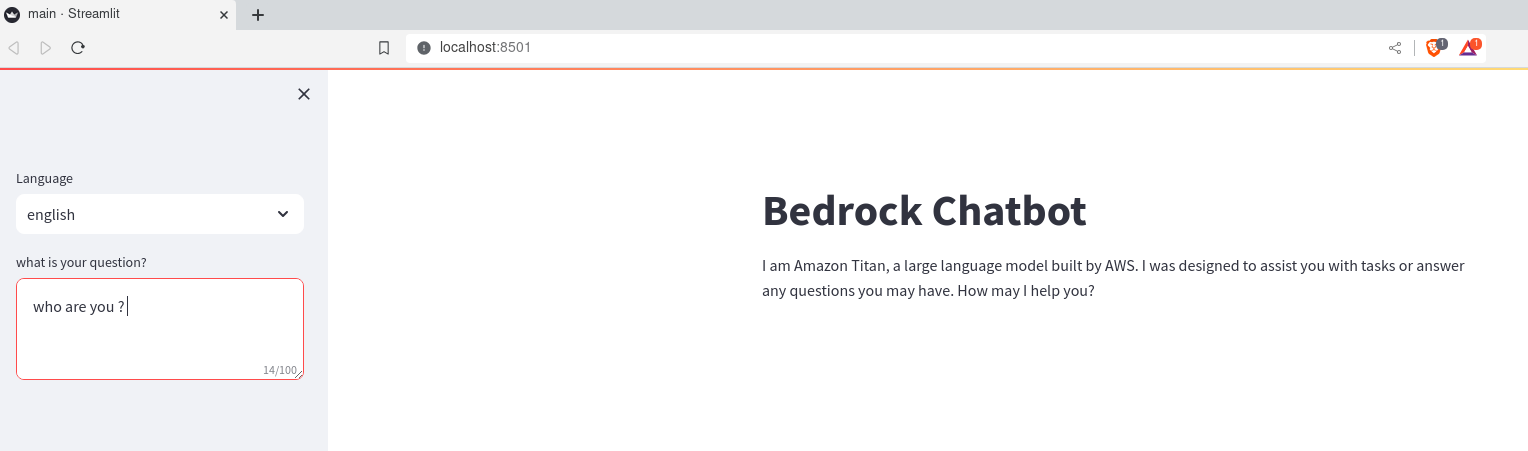 main · Streamlit
localhost:8501
1
1
Language
english
what is your question?
who are you ?
14/100
Bedrock Chatbot
I am Amazon Titan, a large language model built by AWS. I was designed to assist you with tasks or answer
any questions you may have. How may I help you?